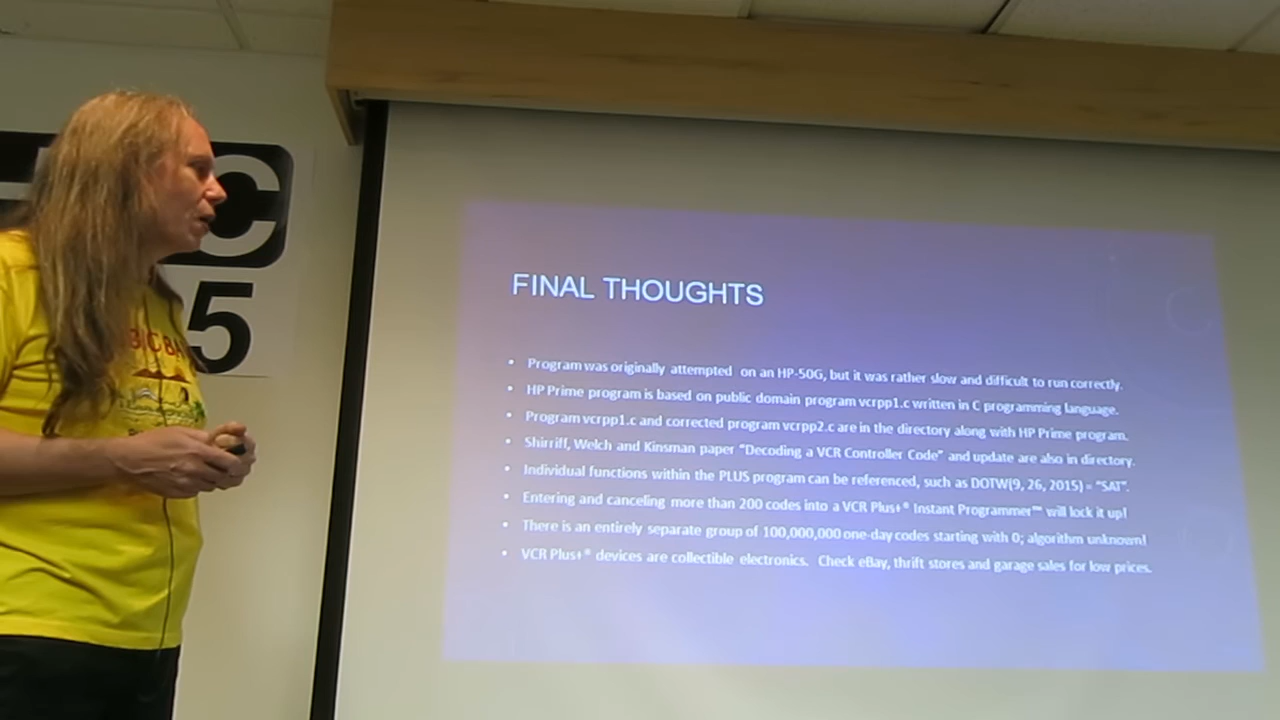 C
5
BIG BA
FINAL THOUGHTS
• Program was originally attempted on an HP-50G, but it was rather slow and difficult to run correctly.
• HP Prime program is based on public domain program vcrpp1.c written in C programming language.
• Program vcrpp1.c and corrected program vcrpp2.c are in the directory along with HP Prime program.
• Shirriff, Welch and Kinsman paper “Decoding a VCR Controller Code” and update are also in directory.
• Individual functions within the PLUS program can be referenced, such as DOTW(9, 26, 2015) = “SAT”.
• Entering and canceling more than 200 codes into a VCR Plus+® Instant Programmer™ will lock it up!
• There is an entirely separate group of 100,000,000 one-day codes starting with 0; algorithm unknown!
• VCR Plus+® devices are collectible electronics. Check eBay, thrift stores and garage sales for low prices.